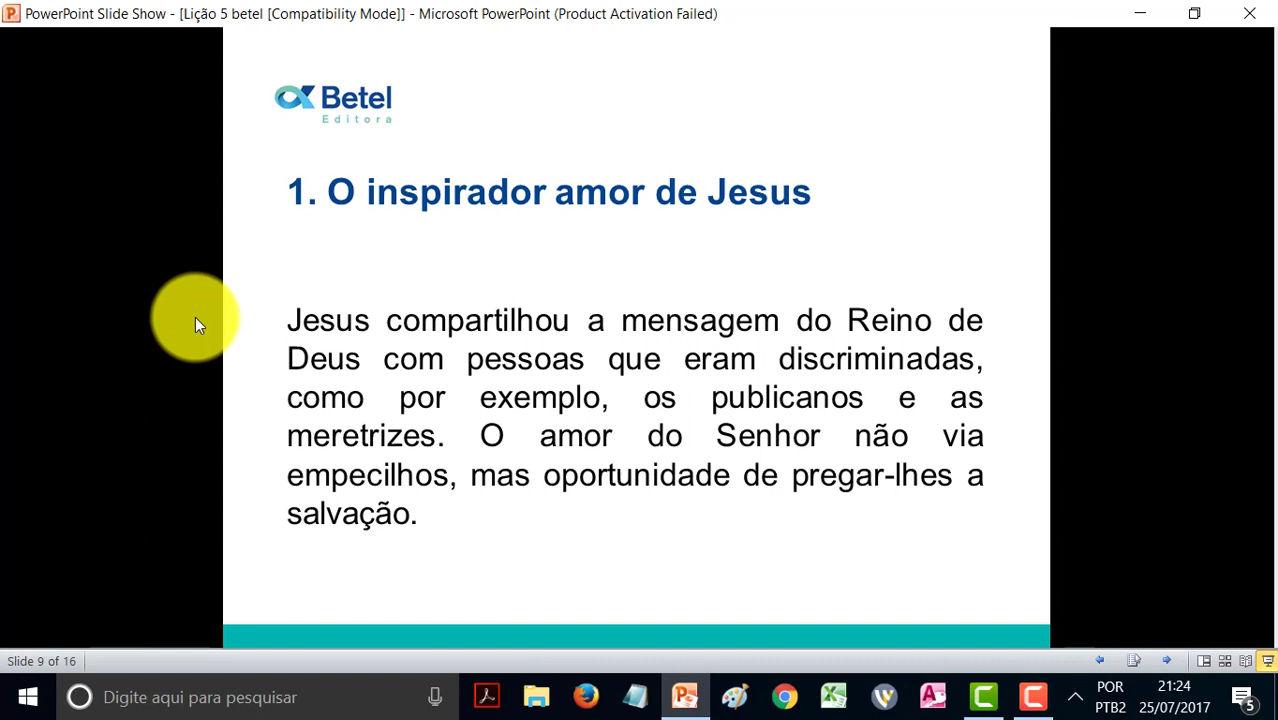 PowerPoint Slide Show - [Lição 5 betel [Compatibility Mode]] - Microsoft PowerPoint (Product Activation Failed)
Betel
Editora
1. O inspirador amor de Jesus
Jesus compartilhou a mensagem do Reino de
Deus com pessoas que eram discriminadas,
como por exemplo, os publicanos e as
meretrizes. O amor do Senhor não via
empecilhos, mas oportunidade de pregar-lhes a
salvação.
Slide 9 of 16
Digite aqui para pesquisar
POR
PTB2
21:24
25/07/2017
5